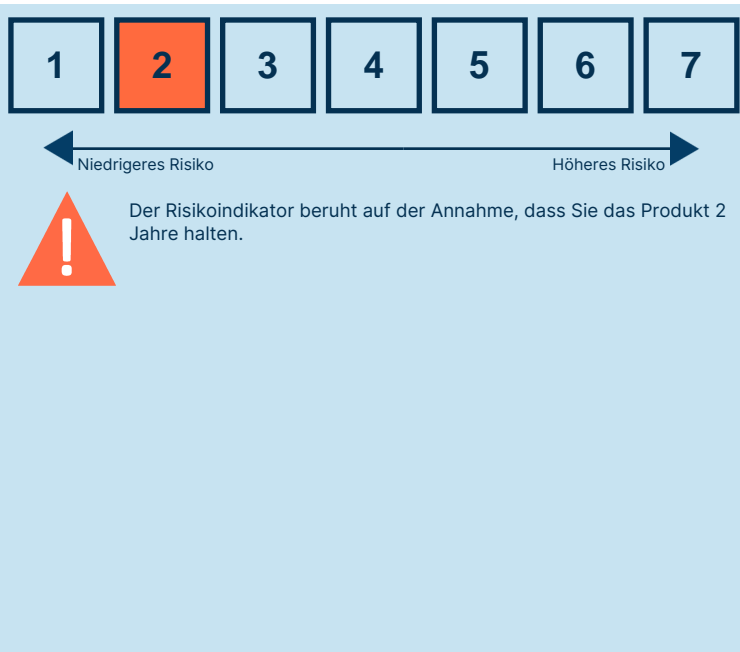 1 2 3 4 5 6 7
Niedrigeres Risiko Höheres Risiko
Der Risikoindikator beruht auf der Annahme, dass Sie das Produkt 2
Jahre halten.